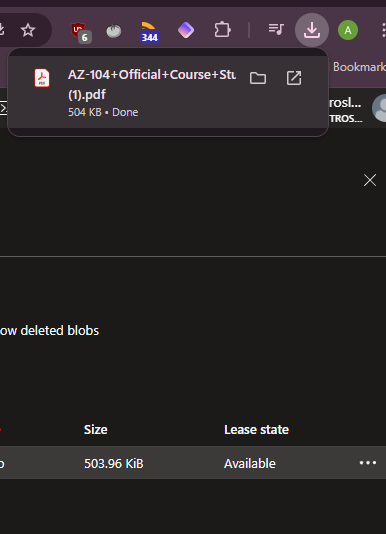 6
344
A
Bookmark
AZ-104+Official+Course+Stu
(1).pdf
504 KB • Done
rosl...
TROS...
ow deleted blobs
Size
Lease state
503.96 KiB
Available